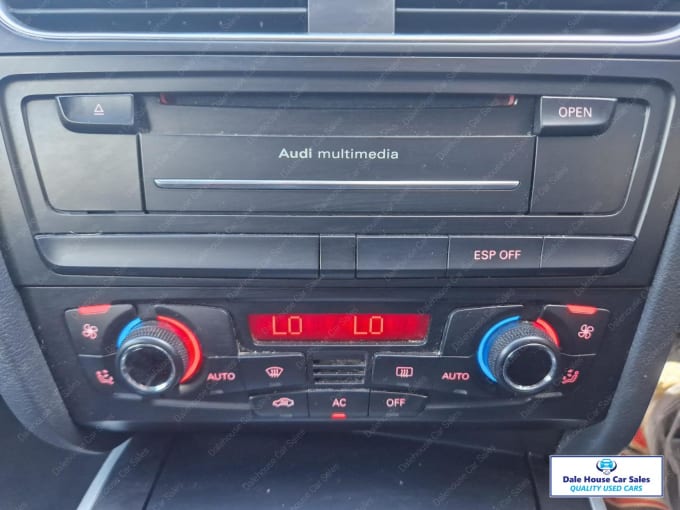 OPEN
Audi multimedia
ESP OFF
LO LO
AUTO
AUTO
AC
OFF
Dale House Car Sales
QUALITY USED CARS